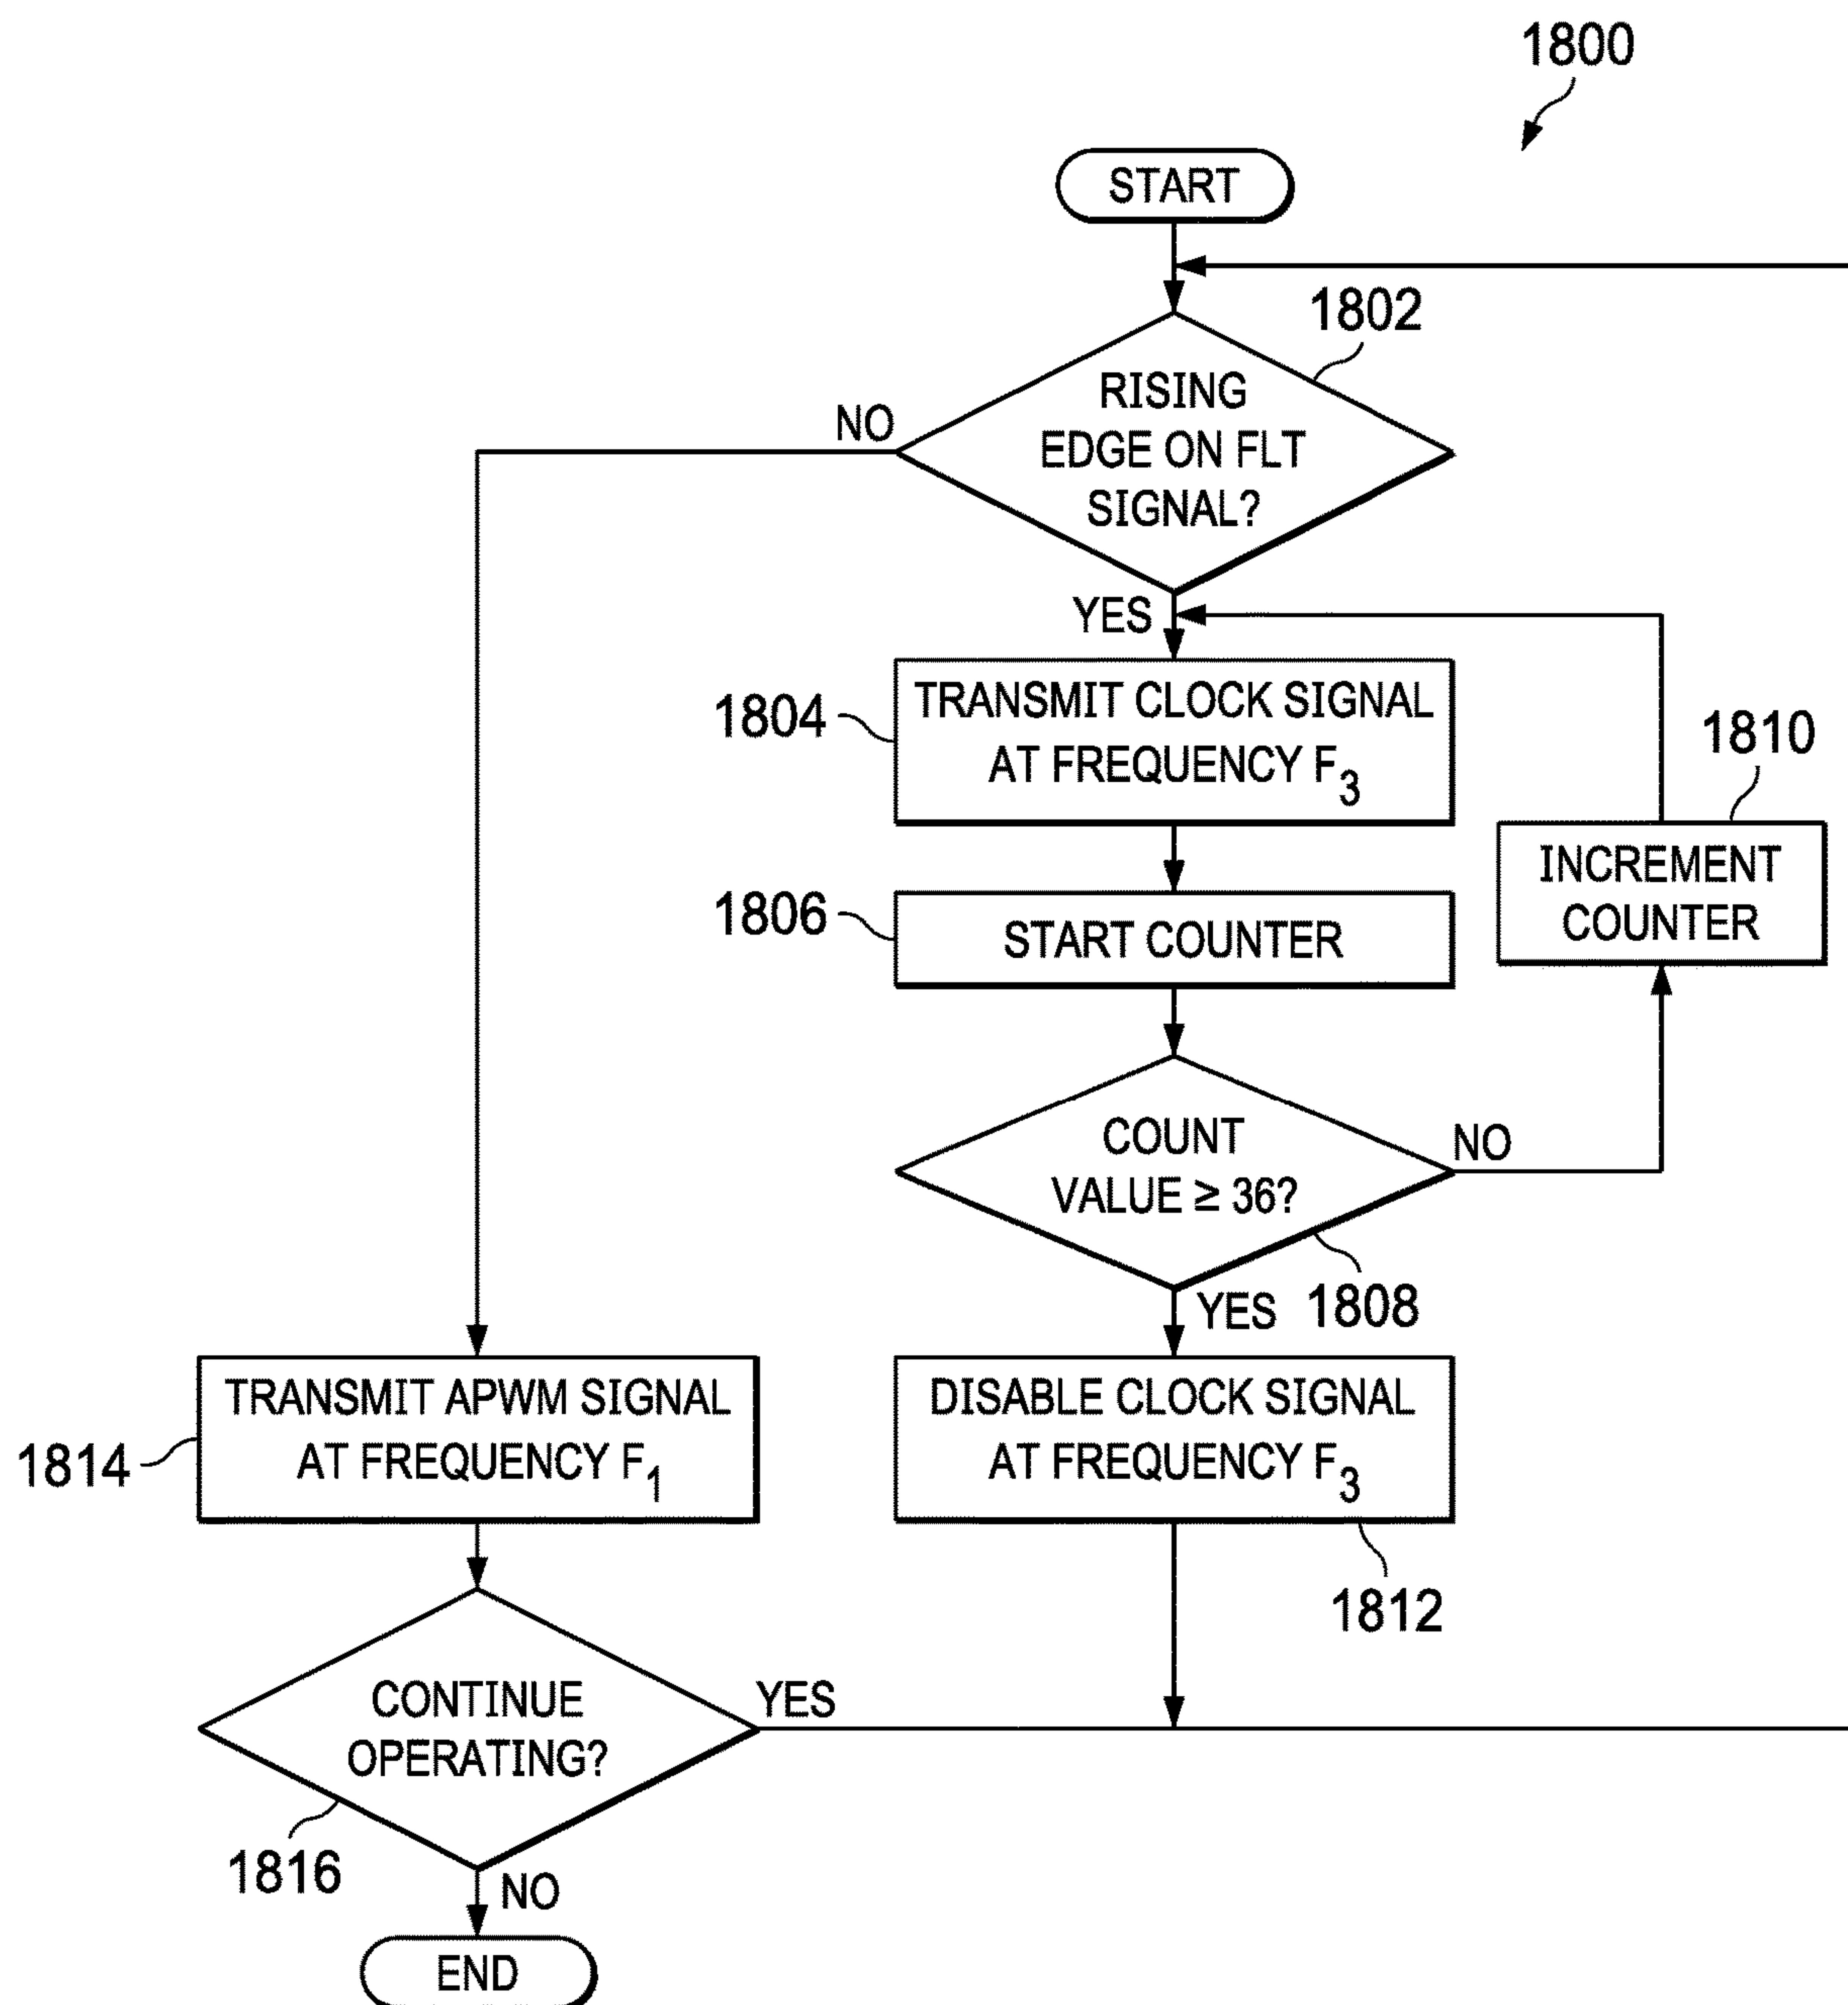 1800
START
1802
RISING
EDGE ON FLT
SIGNAL?
NO
YES
1804
TRANSMIT CLOCK SIGNAL
AT FREQUENCY F3
1810
INCREMENT
COUNTER
1806
START COUNTER
COUNT
VALUE ≥ 36?
NO
YES
1808
1814
TRANSMIT APWM SIGNAL
AT FREQUENCY F1
DISABLE CLOCK SIGNAL
AT FREQUENCY F3
1812
CONTINUE
OPERATING?
YES
1816
NO
END